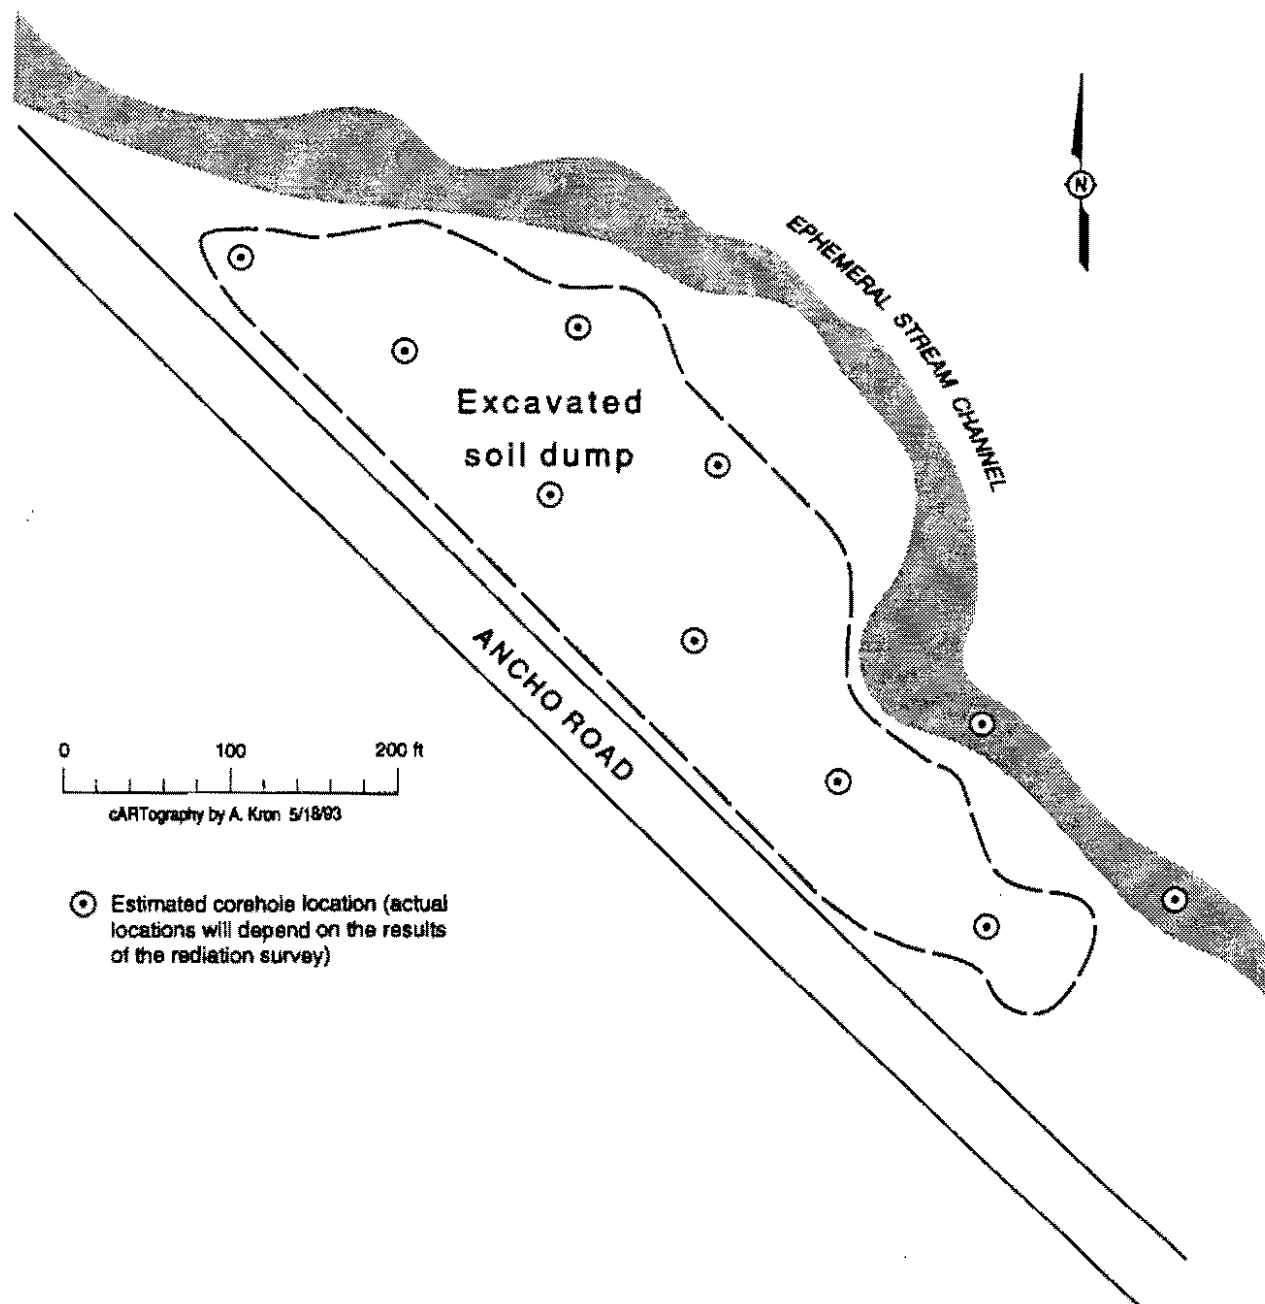 N
EPHEMERAL STREAM CHANNEL
Excavated
soil dump
ANCHO ROAD
0 100 200 ft
cARTography by A. Kron 5/18/93
Estimated corehole location (actual
locations will depend on the results
of the rediation survey)